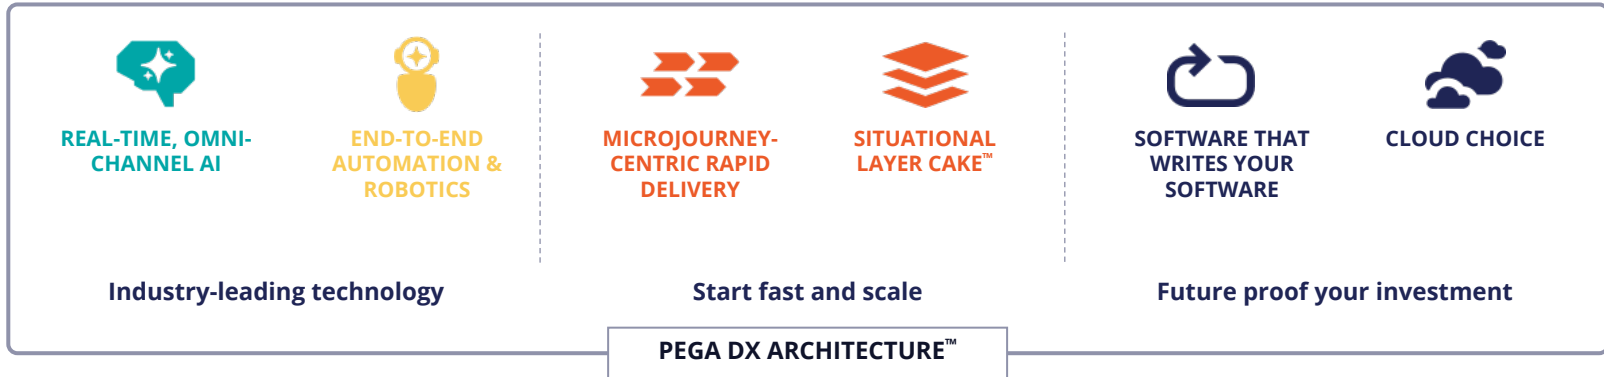 REAL-TIME, OMNI-
CHANNEL AI
END-TO-END
AUTOMATION &
ROBOTICS
MICROJOURNEY-
CENTRIC RAPID
DELIVERY
SITUATIONAL
LAYER CAKE™
SOFTWARE THAT
WRITES YOUR
SOFTWARE
CLOUD CHOICE
Industry-leading technology
Start fast and scale
Future proof your investment
PEGA DX ARCHITECTURE™